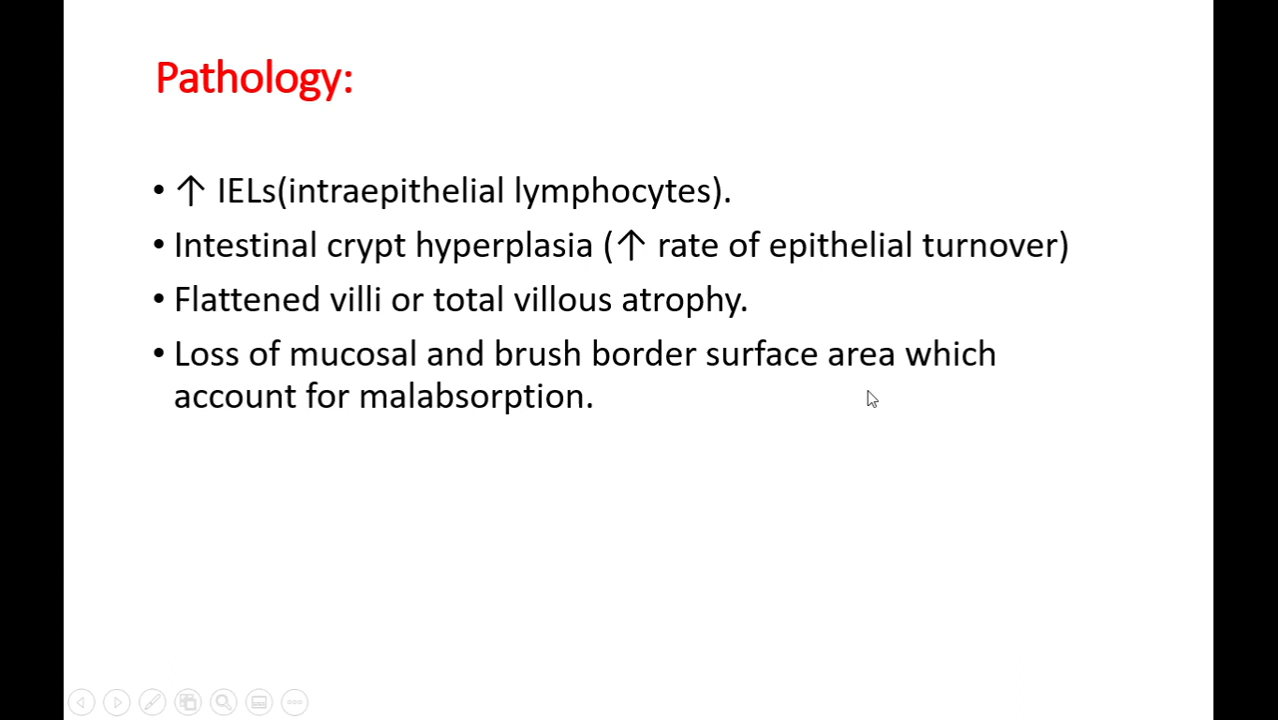 Pathology:
• ↑ IELs(intraepithelial lymphocytes).
• Intestinal crypt hyperplasia (↑ rate of epithelial turnover)
• Flattened villi or total villous atrophy.
• Loss of mucosal and brush border surface area which
account for malabsorption.